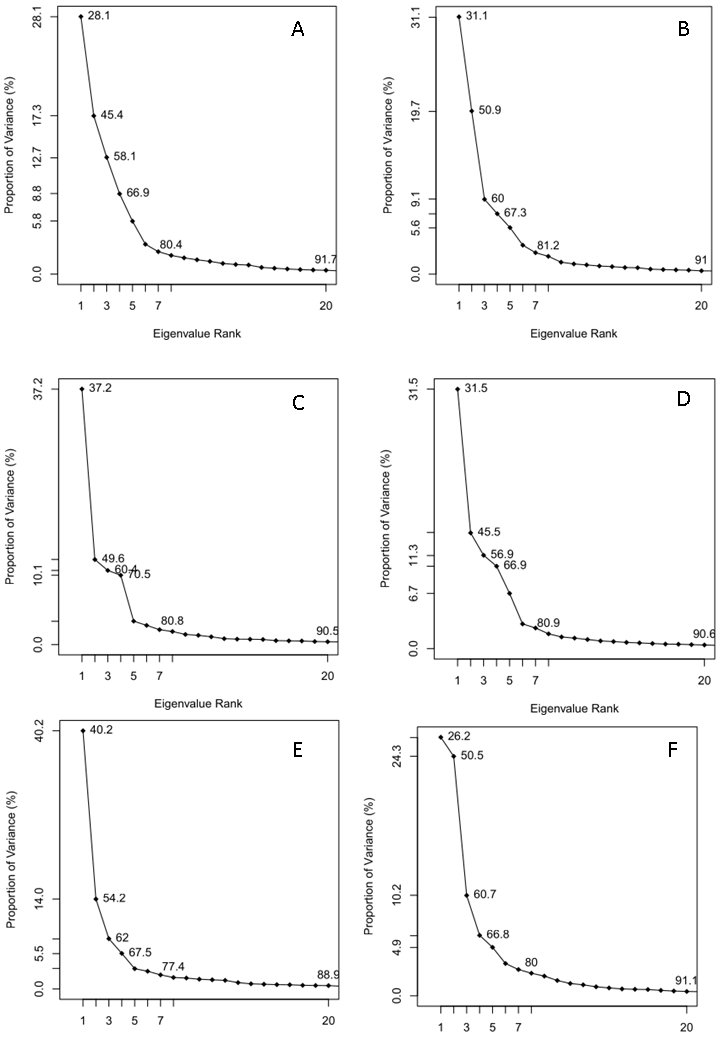 A
Proportion of Variance (%)
28.1
17.3
12.7
8.8
5.8
0.0
28.1
45.4
58.1
66.9
80.4
91.7
1 3 5 7 20
Eigenvalue Rank
B
Proportion of Variance (%)
31.1
19.7
9.1
5.6
0.0
31.1
50.9
60
67.3
81.2
91
1 3 5 7 20
Eigenvalue Rank
C
Proportion of Variance (%)
37.2
10.1
0.0
37.2
49.6
60.4
70.5
80.8
90.5
1 3 5 7 20
Eigenvalue Rank
D
Proportion of Variance (%)
31.5
11.3
6.7
0.0
31.5
45.5
56.9
66.9
80.9
90.6
1 3 5 7 20
Eigenvalue Rank
E
Proportion of Variance (%)
40.2
14.0
5.5
0.0
40.2
54.2
62
67.5
77.4
88.9
1 3 5 7 20
F
Proportion of Variance (%)
24.3
10.2
4.9
0.0
26.2
50.5
60.7
66.8
80
91.1
1 3 5 7 20